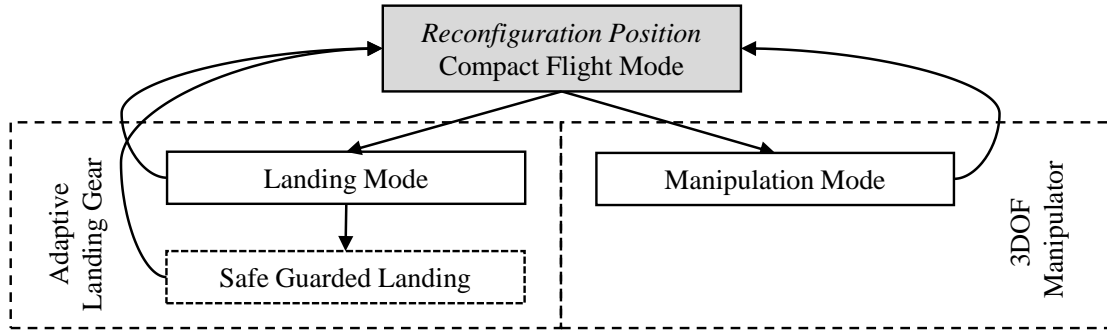 Reconfiguration Position
Compact Flight Mode
Adaptive
Landing Gear
Landing Mode
Safe Guarded Landing
Manipulation Mode
3DOF
Manipulator